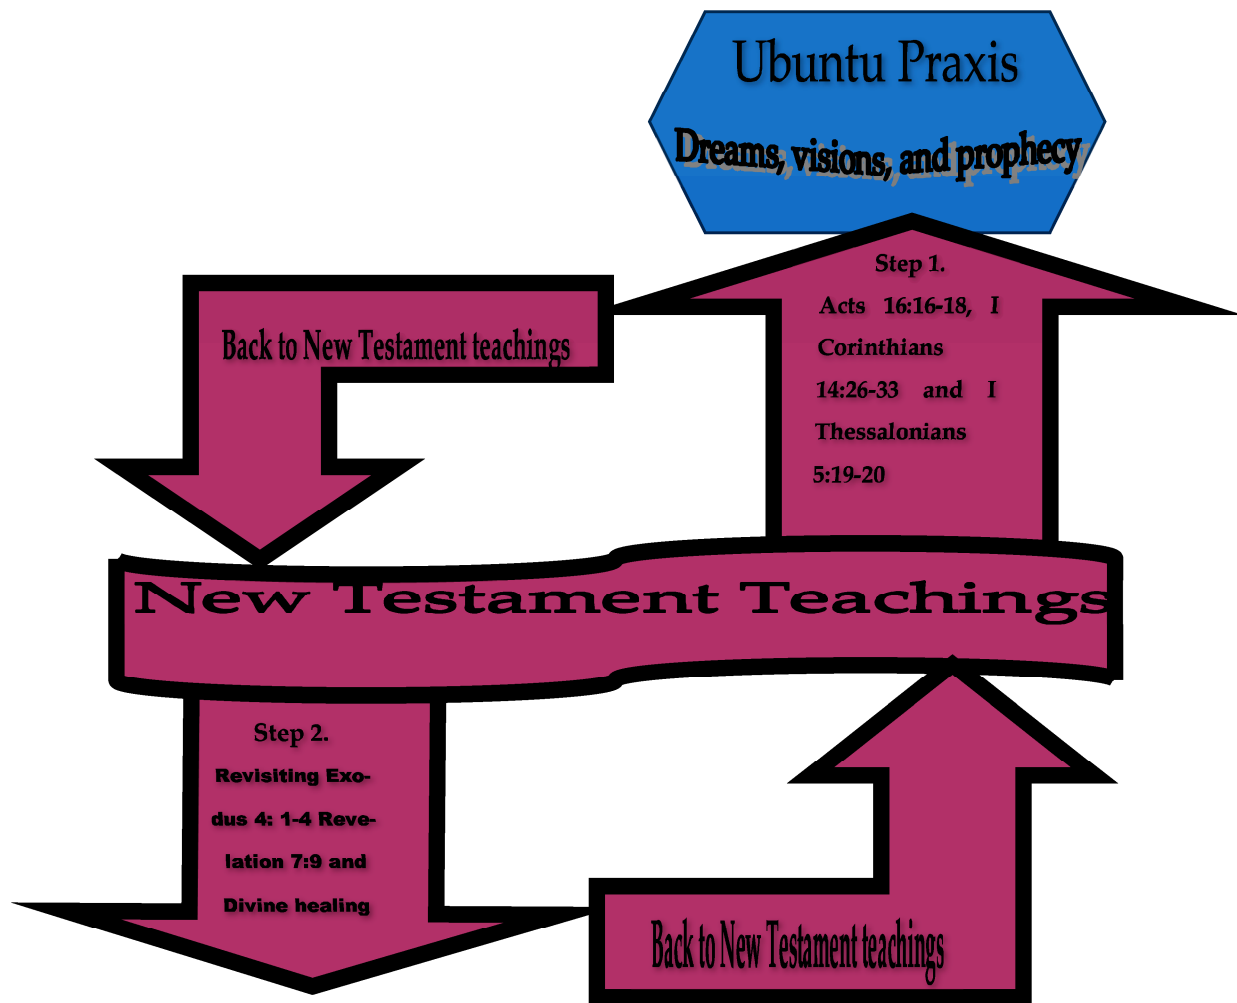 Ubuntu Praxis
Dreams, visions, and prophecy
Step 1.
Acts 16:16-18, I
Corinthians
14:26-33 and I
Thessalonians
5:19-20
Back to New Testament teachings
New Testament Teachings
Step 2.
Revisiting Exo-
dus 4: 1-4 Reve-
lation 7:9 and
Divine healing
Back to New Testament teachings